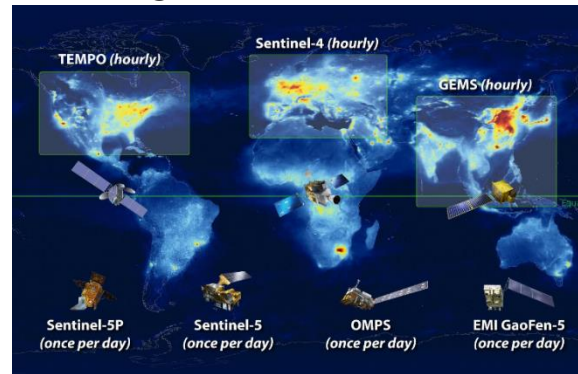 TEMPO (hourly)
Sentinel-4 (hourly)
GEMS (hourly)
Sentinel-5P
(once per day)
Sentinel-5
(once per day)
OMPS
(once per day)
EMI GaoFen-5
(once per day)